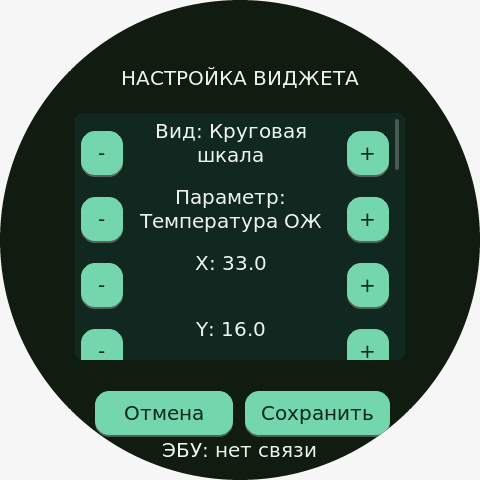 НАСТРОЙКА ВИДЖЕТА
Вид: Круговая
шкала
- +
Параметр:
Температура ОЖ
- +
X: 33.0
- +
Y: 16.0
- +
Отмена Сохранить
ЭБУ: нет связи